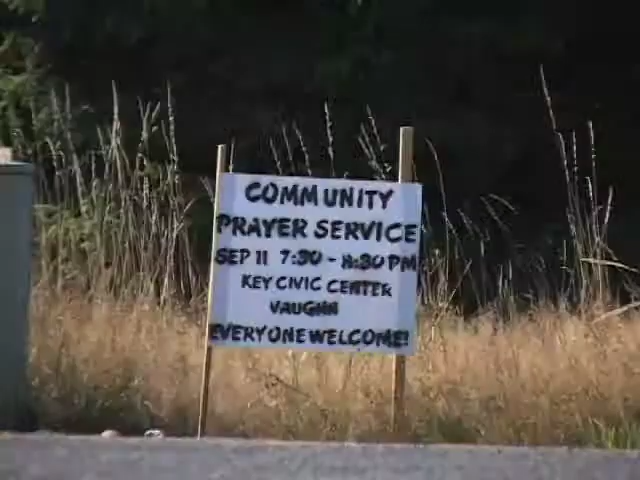 COMMUNITY
PRAYER SERVICE
SEP 11 7:30 - 8:30 PM
KEY CIVIC CENTER
VAUGHN
EVERYONE WELCOME!